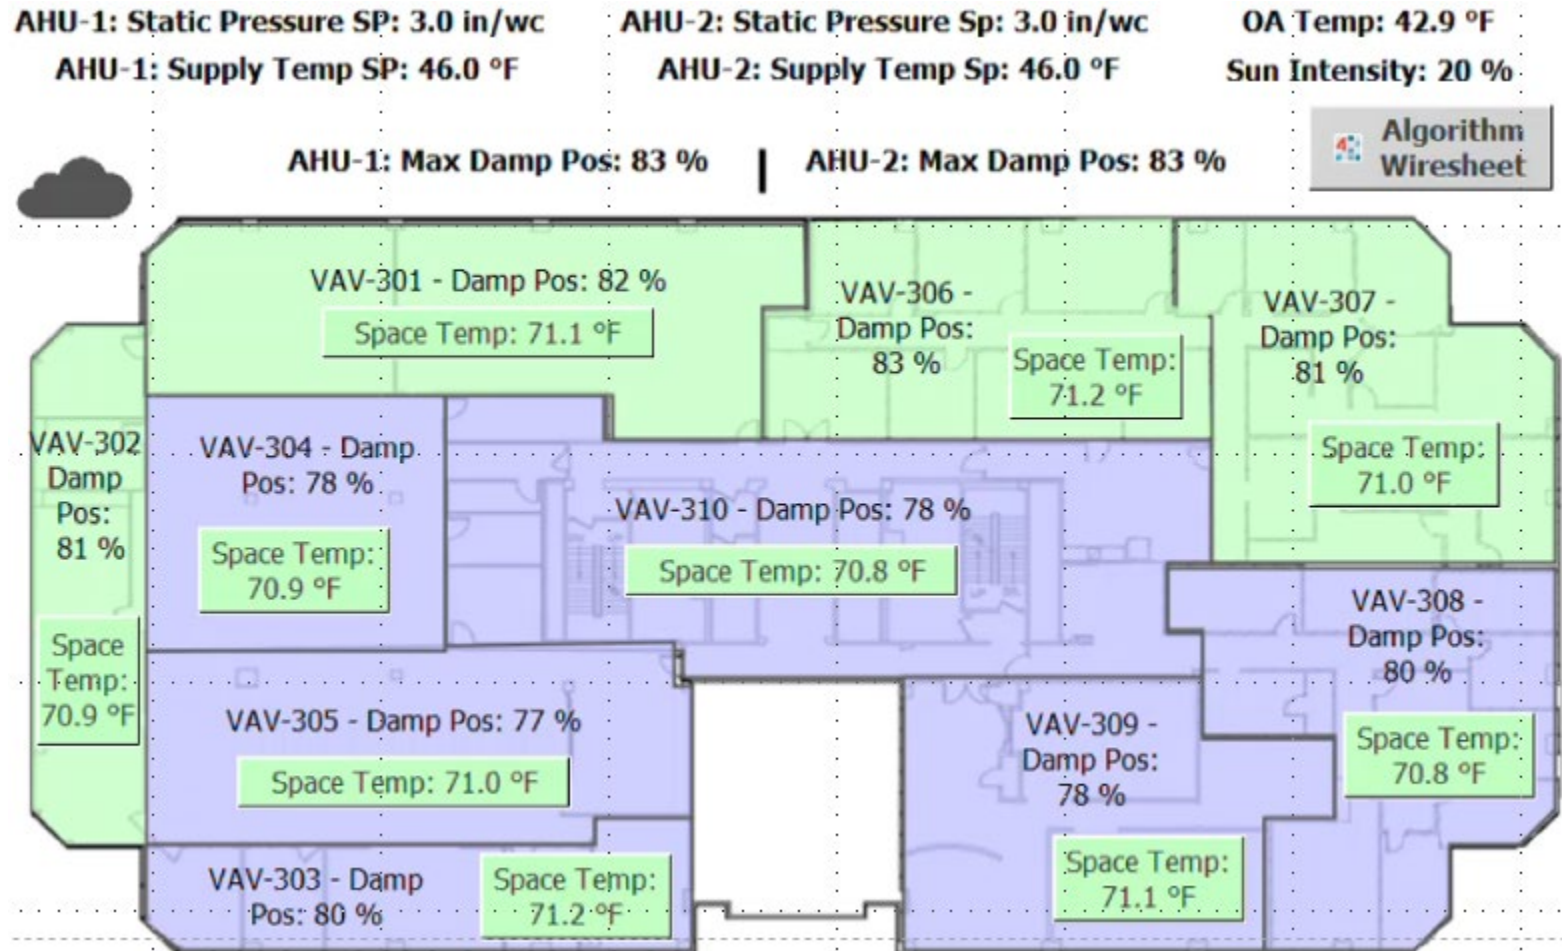 AHU-1: Static Pressure SP: 3.0 in/wc
AHU-2: Static Pressure Sp: 3.0 in/wc
OA Temp: 42.9 °F
AHU-1: Supply Temp SP: 46.0 °F
AHU-2: Supply Temp Sp: 46.0 °F
Sun Intensity: 20 %
Algorithm
Wiresheet
AHU-1: Max Damp Pos: 83 %
AHU-2: Max Damp Pos: 83 %
VAV-301 - Damp Pos: 82 %
Space Temp: 71.1 °F
VAV-306 -
Damp Pos:
83 %
Space Temp:
71.2 °F
VAV-307 -
Damp Pos:
81 %
Space Temp:
71.0 °F
VAV-302
Damp
Pos:
81 %
Space
Temp:
70.9 °F
VAV-304 - Damp
Pos: 78 %
Space Temp:
70.9 °F
VAV-310 - Damp Pos: 78 %
Space Temp: 70.8 °F
VAV-308 -
Damp Pos:
80 %
Space Temp:
70.8 °F
VAV-305 - Damp Pos: 77 %
Space Temp: 71.0 °F
VAV-309 -
Damp Pos:
78 %
Space Temp:
71.1 °F
VAV-303 - Damp
Pos: 80 %
Space Temp:
71.2 °F